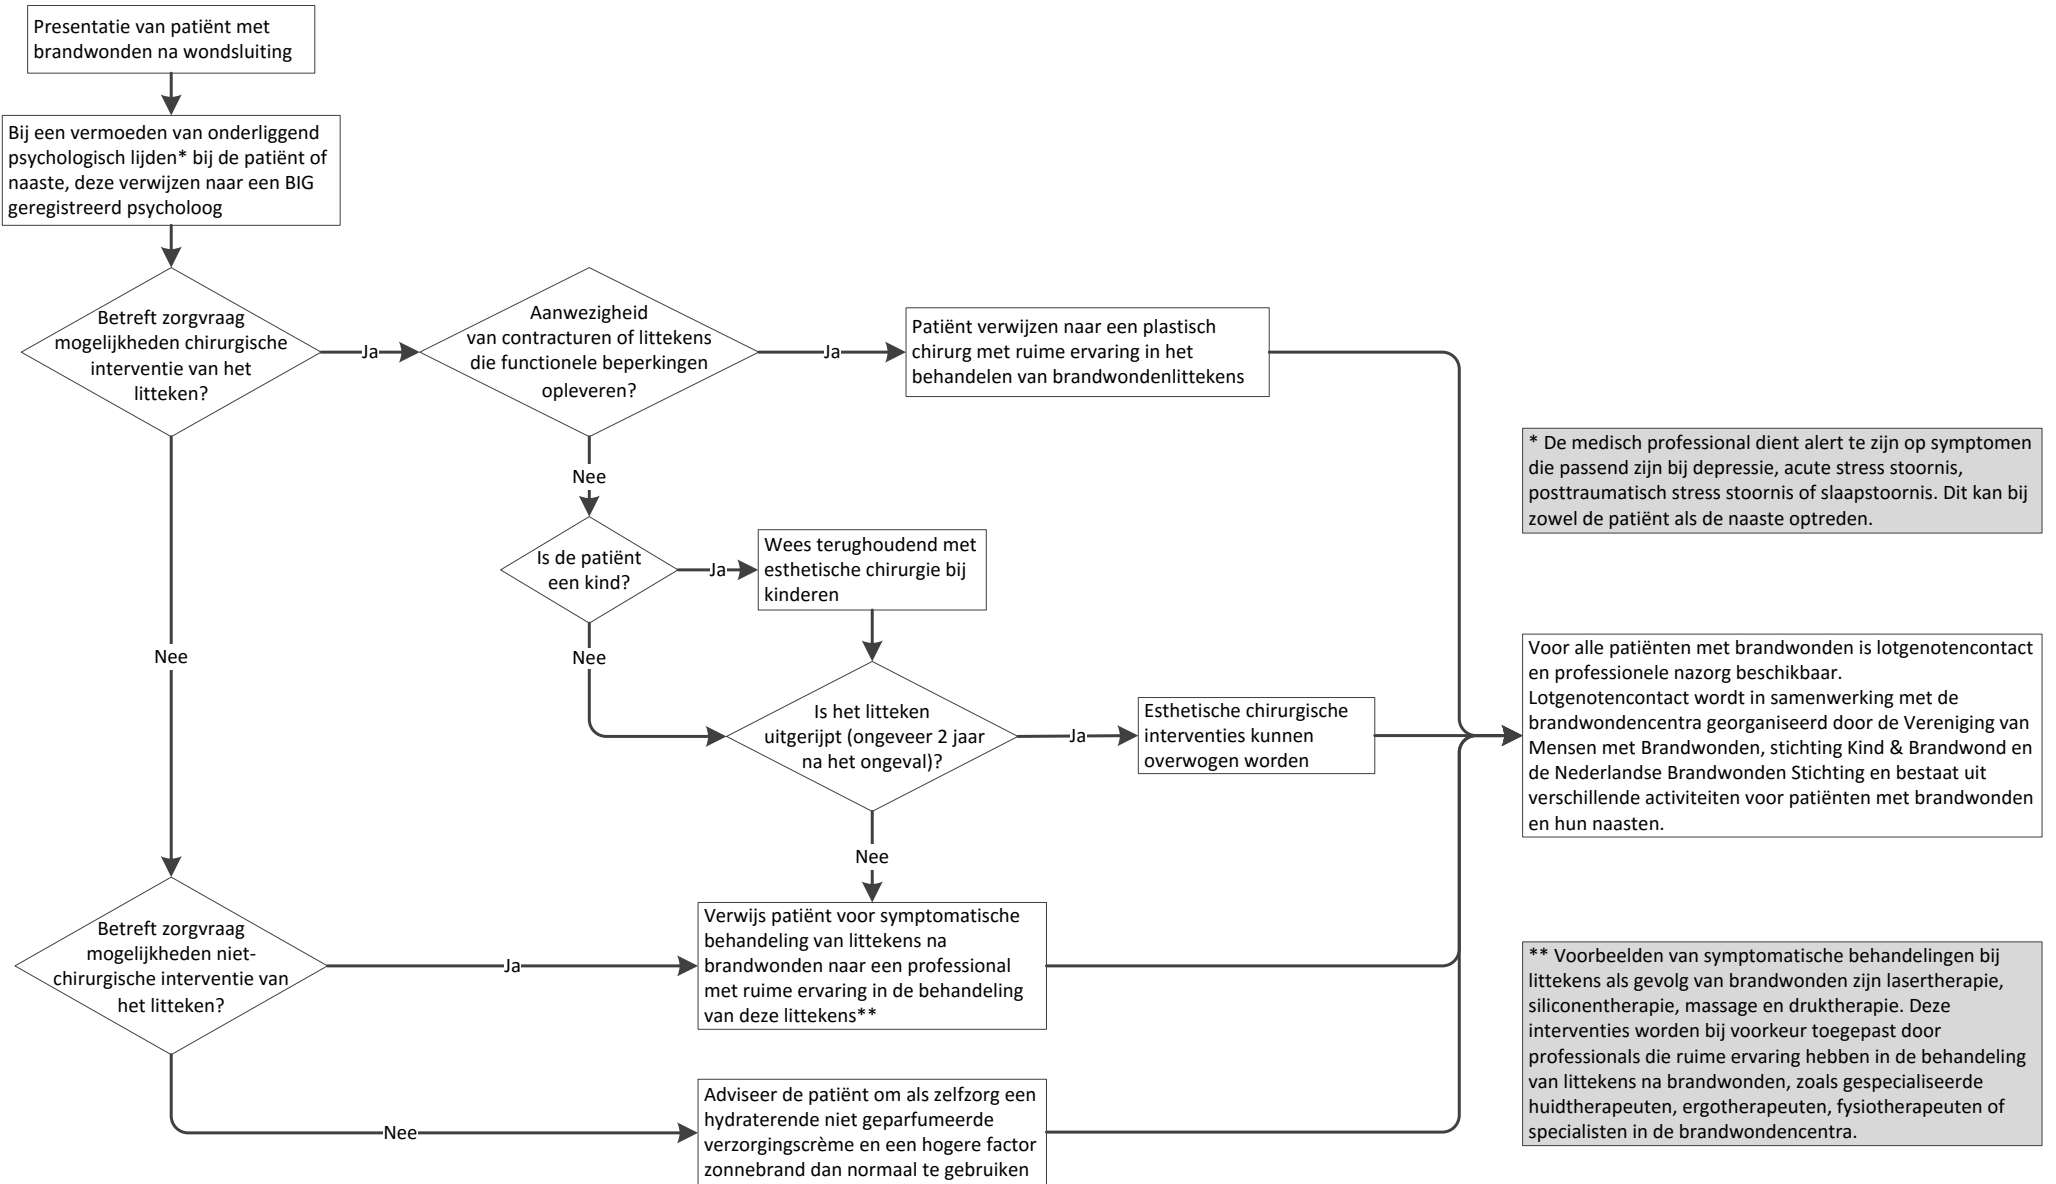 Presentatie van patiënt met
brandwonden na wondsluiting
Bij een vermoeden van onderliggend
psychologisch lijden* bij de patiënt of
naaste, deze verwijzen naar een BIG
geregistreerd psycholoog
Betreft zorgvraag
mogelijkheden chirurgische
interventie van het
litteken?
Ja
Aanwezigheid
van contracturen of littekens
die functionele beperkingen
opleveren?
Ja
Patiënt verwijzen naar een plastisch
chirurg met ruime ervaring in het
behandelen van brandwondenlittekens
Nee
Is de patiënt
een kind?
Ja
Wees terughoudend met
esthetische chirurgie bij
kinderen
Nee
Nee
Is het litteken
uitgerijpt (ongeveer 2 jaar
na het ongeval)?
Ja
Esthetische chirurgische
interventies kunnen
overwogen worden
Nee
Betreft zorgvraag
mogelijkheden niet-
chirurgische interventie van
het litteken?
Ja
Verwijs patiënt voor symptomatische
behandeling van littekens na
brandwonden naar een professional
met ruime ervaring in de behandeling
van deze littekens**
Nee
Adviseer de patiënt om als zelfzorg een
hydraterende niet geparfumeerde
verzorgingscrème en een hogere factor
zonnebrand dan normaal te gebruiken
* De medisch professional dient alert te zijn op symptomen
die passend zijn bij depressie, acute stress stoornis,
posttraumatisch stress stoornis of slaapstoornis. Dit kan bij
zowel de patiënt als de naaste optreden.
Voor alle patiënten met brandwonden is lotgenotencontact
en professionele nazorg beschikbaar.
Lotgenotencontact wordt in samenwerking met de
brandwondencentra georganiseerd door de Vereniging van
Mensen met Brandwonden, stichting Kind & Brandwond en
de Nederlandse Brandwonden Stichting en bestaat uit
verschillende activiteiten voor patiënten met brandwonden
en hun naasten.
** Voorbeelden van symptomatische behandelingen bij
littekens als gevolg van brandwonden zijn lasertherapie,
siliconentherapie, massage en druktherapie. Deze
interventies worden bij voorkeur toegepast door
professionals die ruime ervaring hebben in de behandeling
van littekens na brandwonden, zoals gespecialiseerde
huidtherapeuten, ergotherapeuten, fysiotherapeuten of
specialisten in de brandwondencentra.